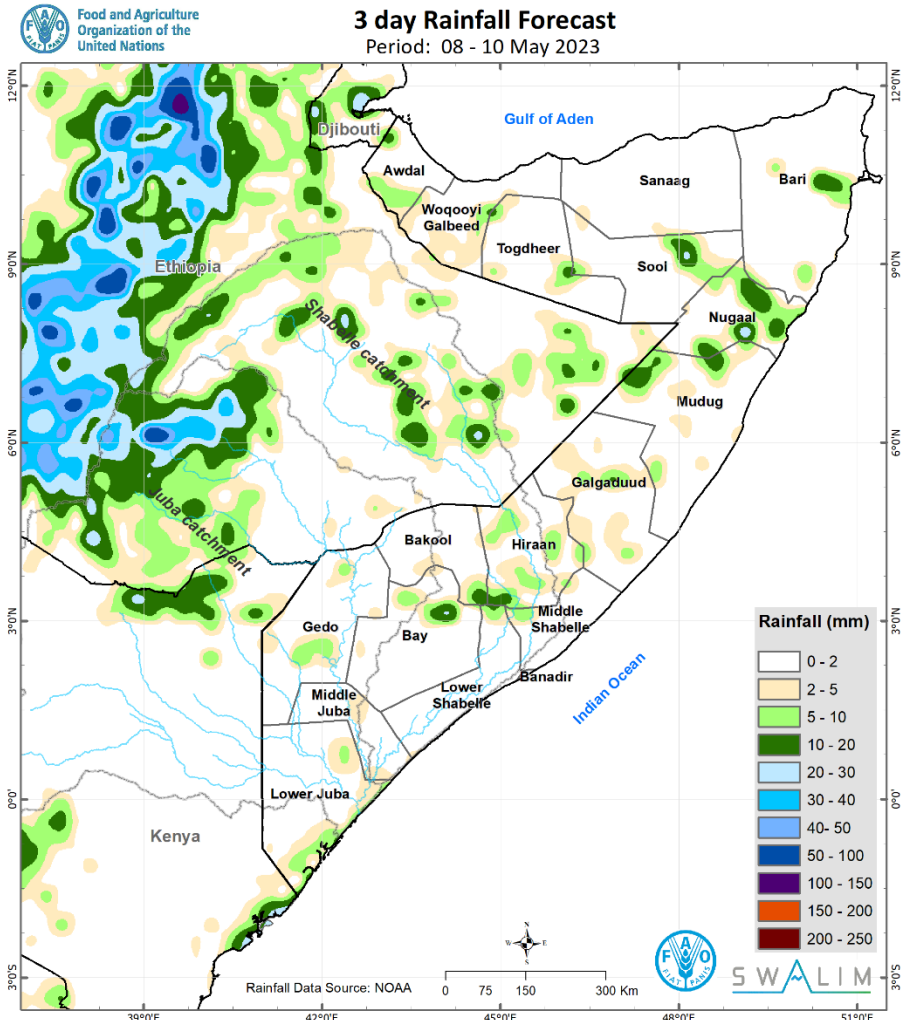 Food and Agriculture
Organization of the
United Nations
FAO
FIAT PANIS
3 day Rainfall Forecast
Period: 08 - 10 May 2023
12°0'N
12°0'N
Gulf of Aden
Djibouti
Awdal
Sanaag
Bari
Woqooyi
Galbeed
Togdheer
9°0'N
Ethiopia
Sool
9°0'N
Shabelle catchment
Nugaal
Mudug
6°0'N
6°0'N
Galgaduud
Juba catchment
Bakool
Hiraan
3°0'N
3°0'N
Gedo
Bay
Middle
Shabelle
Banadir
Middle
Juba
Lower
Shabelle
Indian Ocean
Lower Juba
0°0'
0°0'
Kenya
Rainfall (mm)
0 - 2
2 - 5
5 - 10
10 - 20
20 - 30
30 - 40
40- 50
50 - 100
100 - 150
150 - 200
200 - 250
N
W
E
S
FAO
FIAT PANIS
SWALIM
Rainfall Data Source: NOAA
0 75 150 300 Km
3°0'S
3°0'S
39°0'E
42°0'E
45°0'E
48°0'E
51°0'E